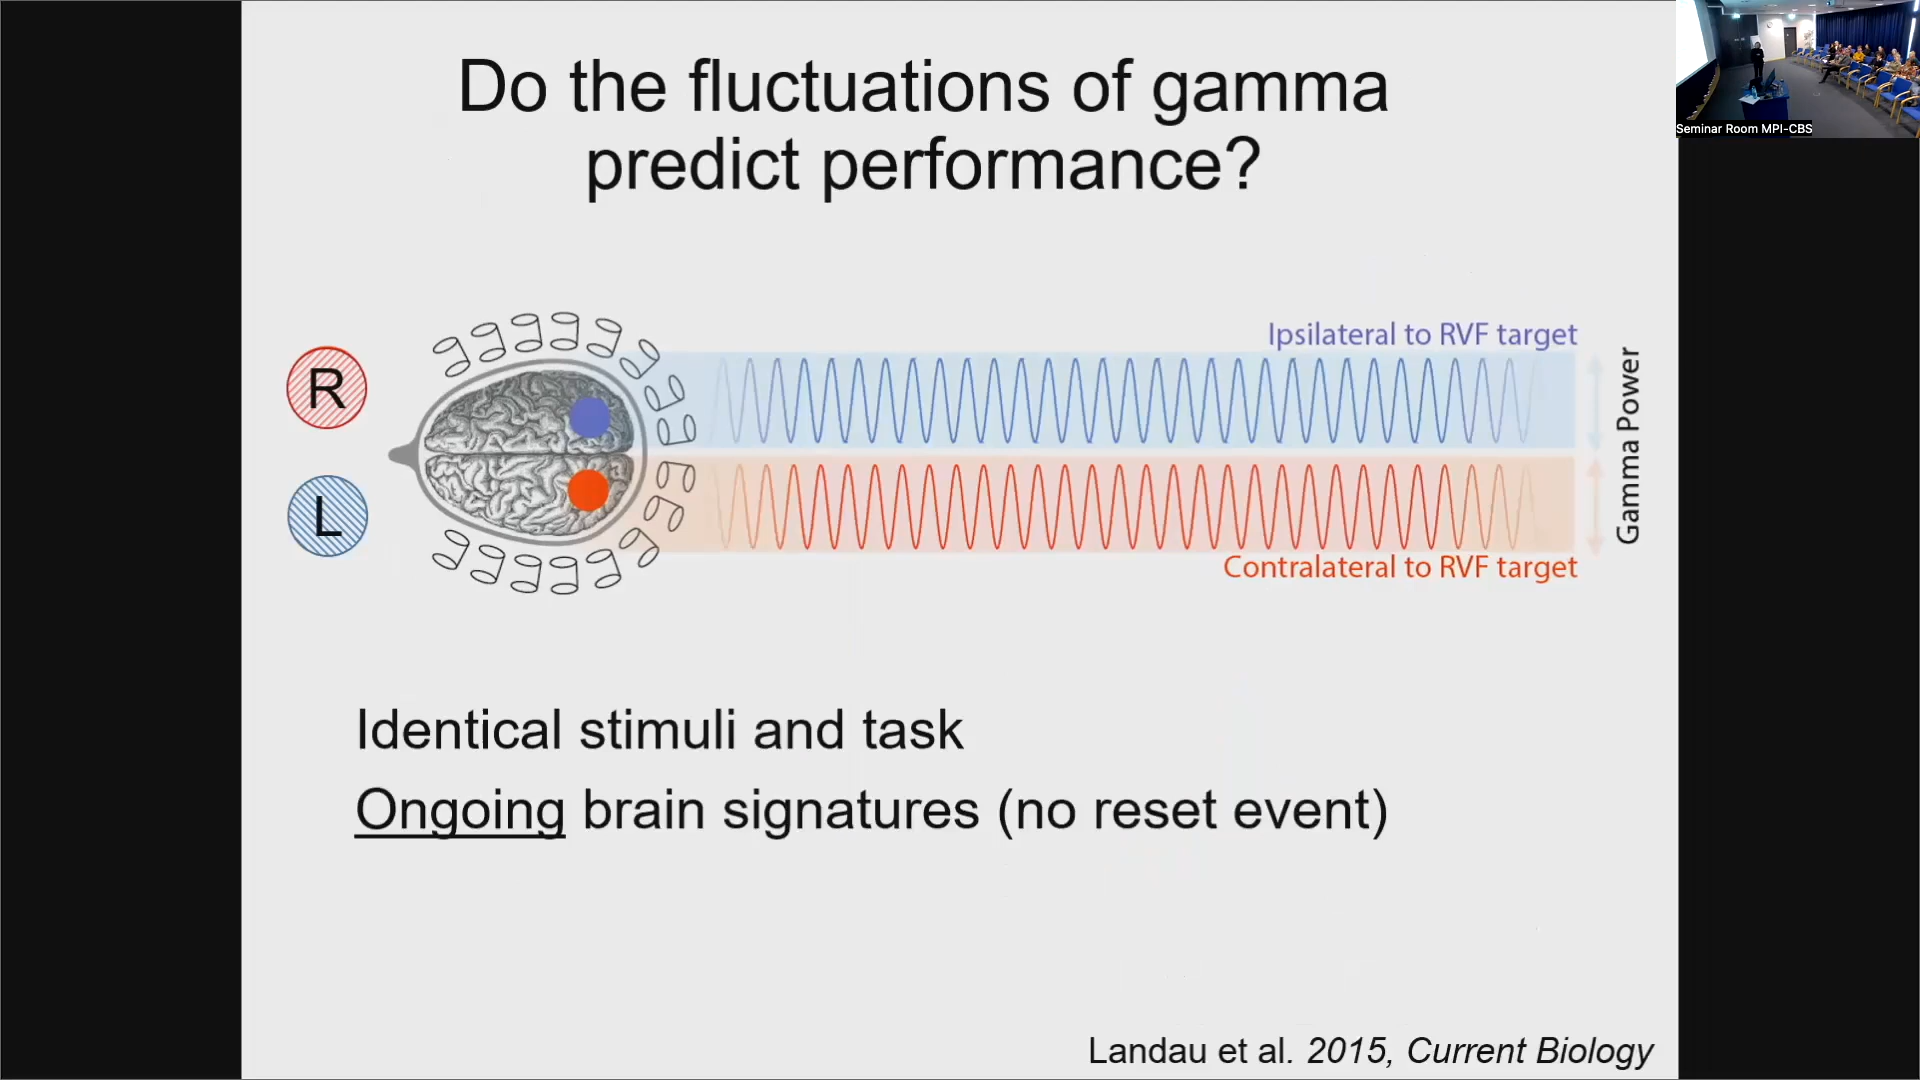 Do the fluctuations of gamma
predict performance?
Seminar Room MPI-CBS
Ipsilateral to RVF target
R
L
Gamma Power
Contralateral to RVF target
Identical stimuli and task
Ongoing brain signatures (no reset event)
Landau et al. 2015, Current Biology